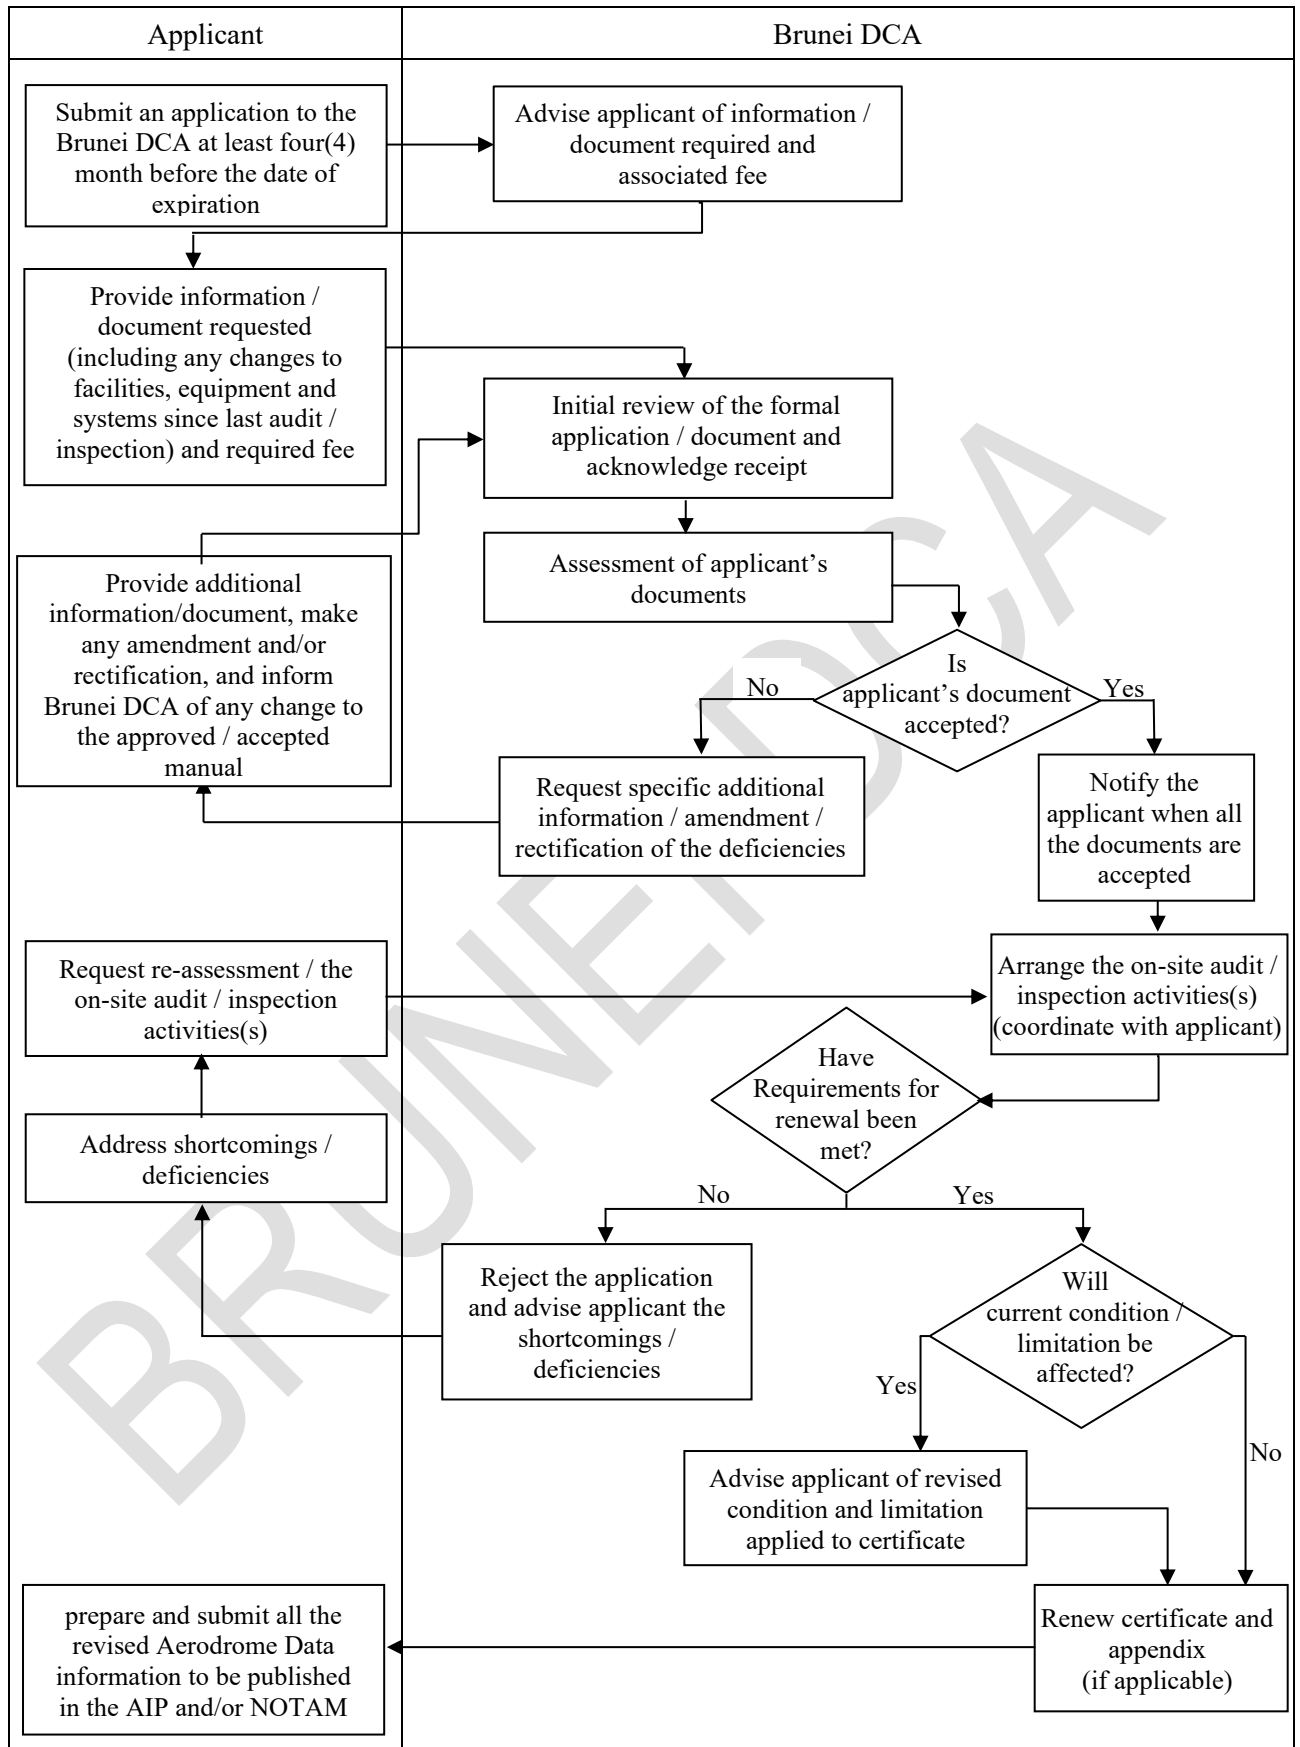 Applicant
Brunei DCA
Submit an application to the
Brunei DCA at least four(4)
month before the date of
expiration
Advise applicant of information /
document required and
associated fee
Provide information /
document requested
(including any changes to
facilities, equipment and
systems since last audit /
inspection) and required fee
Initial review of the formal
application / document and
acknowledge receipt
Assessment of applicant’s
documents
Provide additional
information/document, make
any amendment and/or
rectification, and inform
Brunei DCA of any change to
the approved / accepted
manual
Is
applicant’s document
accepted?
No
Yes
Request specific additional
information / amendment /
rectification of the deficiencies
Notify the
applicant when all
the documents are
accepted
Request re-assessment / the
on-site audit / inspection
activities(s)
Arrange the on-site audit /
inspection activities(s)
(coordinate with applicant)
Have
Requirements for
renewal been
met?
Address shortcomings /
deficiencies
No
Yes
Reject the application
and advise applicant the
shortcomings /
deficiencies
Will
current condition /
limitation be
affected?
Yes
No
Advise applicant of revised
condition and limitation
applied to certificate
prepare and submit all the
revised Aerodrome Data
information to be published
in the AIP and/or NOTAM
Renew certificate and
appendix
(if applicable)
BRUNEI DCA